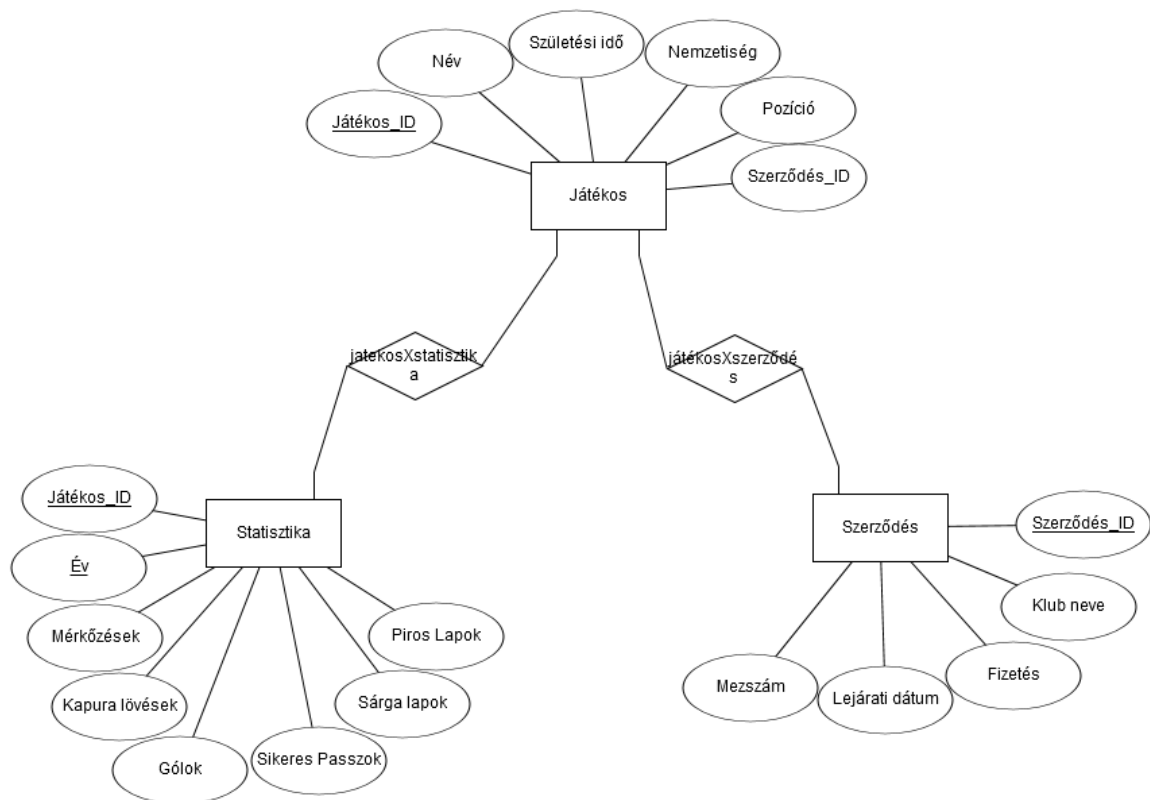 Születési idő
Név
Nemzetiség
Játékos_ID
Pozíció
Szerződés_ID
Játékos
jatekosXstatisztik
a
játékosXszerződé
s
Játékos_ID
Statisztika
Év
Mérkőzések
Kapura lövések
Gólok
Sikeres Passzok
Sárga lapok
Piros Lapok
Szerződés
Szerződés_ID
Klub neve
Fizetés
Lejárati dátum
Mezszám